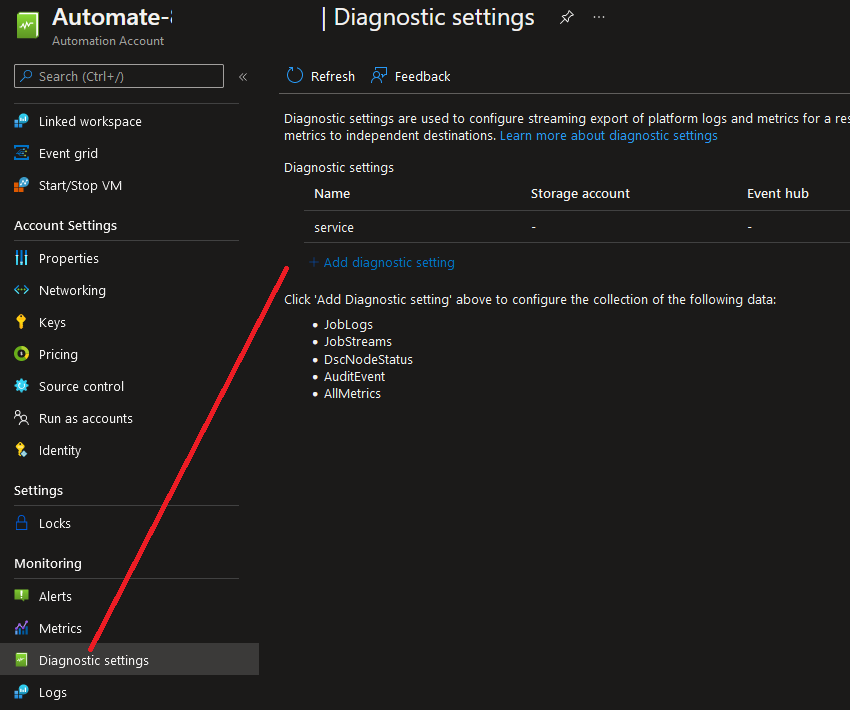 Automate-
| Diagnostic settings
...
Automation Account
Search (Ctrl+/)
«
Refresh
Feedback
Linked workspace
Event grid
Start/Stop VM
Account Settings
Properties
Networking
Keys
Pricing
Source control
Run as accounts
Identity
Settings
Locks
Monitoring
Alerts
Metrics
Diagnostic settings
Logs
Diagnostic settings are used to configure streaming export of platform logs and metrics for a
metrics to independent destinations. Learn more about diagnostic settings
Diagnostic settings
Name Storage account Event hub
service - -
+ Add diagnostic setting
Click 'Add Diagnostic setting' above to configure the collection of the following data:
• JobLogs
• JobStreams
• DscNodeStatus
• AuditEvent
• AllMetrics